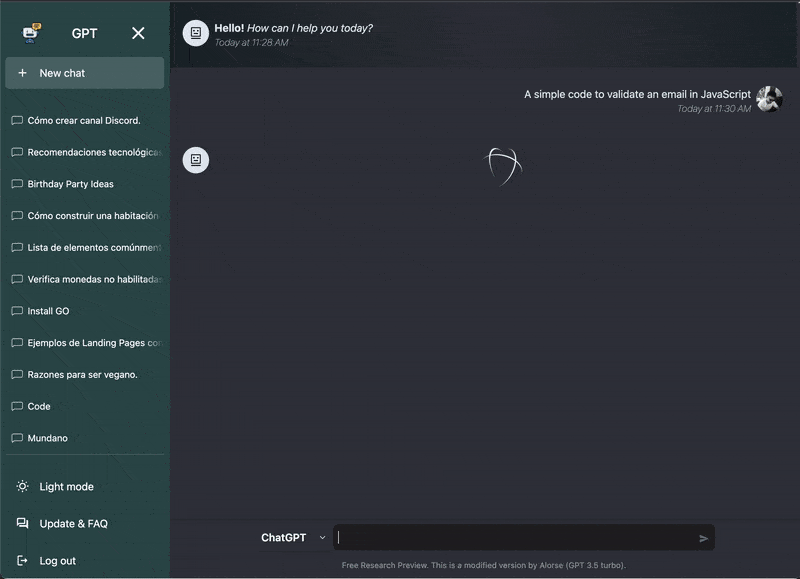 GPT
New chat
Cómo crear canal Discord.
Recomendaciones tecnológicas
Birthday Party Ideas
Cómo construir una habitación
Lista de elementos comúnment
Verifica monedas no habilitadas
Install GO
Ejemplos de Landing Pages con
Razones para ser vegano.
Code
Mundano
Light mode
Update & FAQ
Log out
Hello! How can I help you today?
Today at 11:28 AM
A simple code to validate an email in JavaScript
Today at 11:30 AM
ChatGPT
Free Research Preview. This is a modified version by Alorse (GPT 3.5 turbo).